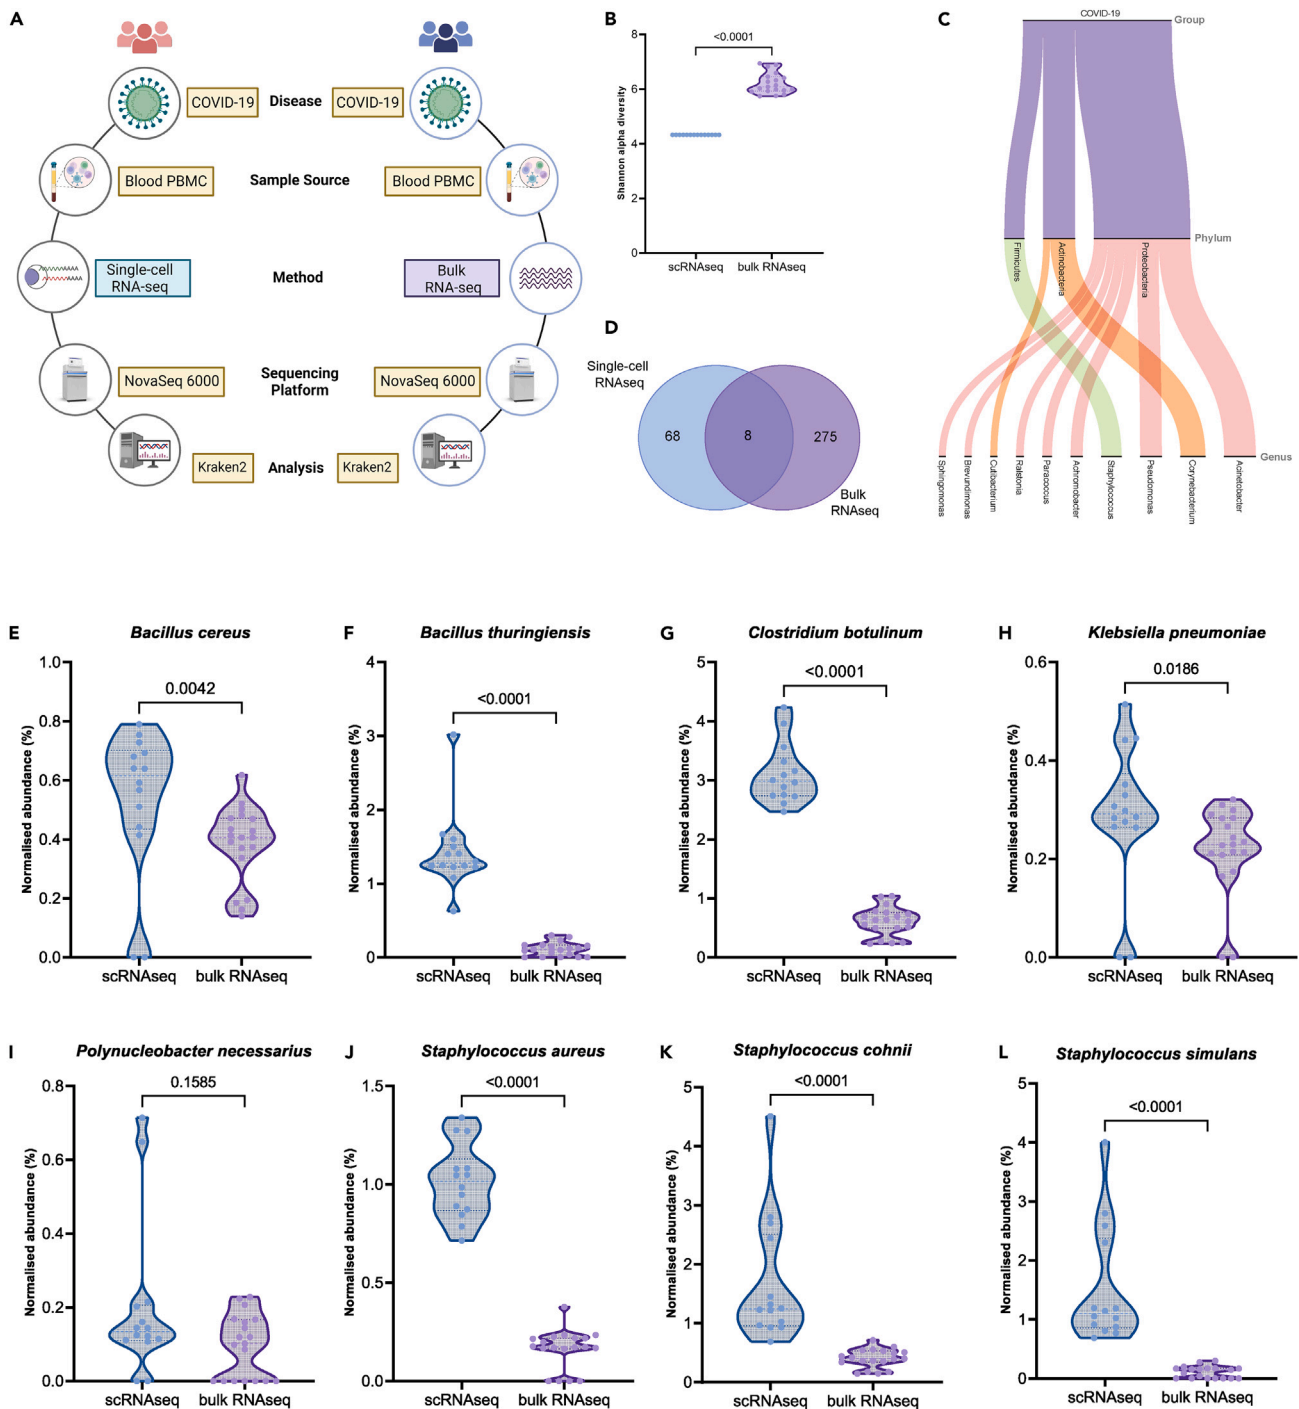 A
COVID-19 Disease COVID-19
Blood PBMC Sample Source Blood PBMC
Single-cell
RNA-seq
Method
Bulk
RNA-seq
NovaSeq 6000
Sequencing
Platform
NovaSeq 6000
Kraken2 Analysis Kraken2
B
<0.0001
Shannon alpha diversity
8
6
4
2
0
scRNAseq bulk RNAseq
C
COVID-19
Group
Firmicutes
Actinobacteria
Proteobacteria
Phylum
Sphingomonas
Brevundimonas
Cutibacterium
Ralstonia
Paracoccus
Achromobacter
Staphylococcus
Pseudomonas
Corynebacterium
Acinetobacter
Genus
D
Single-cell
RNAseq
68 8 275
Bulk
RNAseq
E
Bacillus cereus
Normalised abundance (%)
1.0
0.8
0.6
0.4
0.2
0.0
0.0042
scRNAseq bulk RNAseq
F
Bacillus thuringiensis
Normalised abundance (%)
4
3
2
1
0
<0.0001
scRNAseq bulk RNAseq
G
Clostridium botulinum
Normalised abundance (%)
5
4
3
2
1
0
<0.0001
scRNAseq bulk RNAseq
H
Klebsiella pneumoniae
Normalised abundance (%)
0.6
0.4
0.2
0.0
0.0186
scRNAseq bulk RNAseq
I
Polynucleobacter necessarius
Normalised abundance (%)
0.8
0.6
0.4
0.2
0.0
0.1585
scRNAseq bulk RNAseq
J
Staphylococcus aureus
Normalised abundance (%)
1.5
1.0
0.5
0.0
<0.0001
scRNAseq bulk RNAseq
K
Staphylococcus cohnii
Normalised abundance (%)
5
4
3
2
1
0
<0.0001
scRNAseq bulk RNAseq
L
Staphylococcus simulans
Normalised abundance (%)
5
4
3
2
1
0
<0.0001
scRNAseq bulk RNAseq